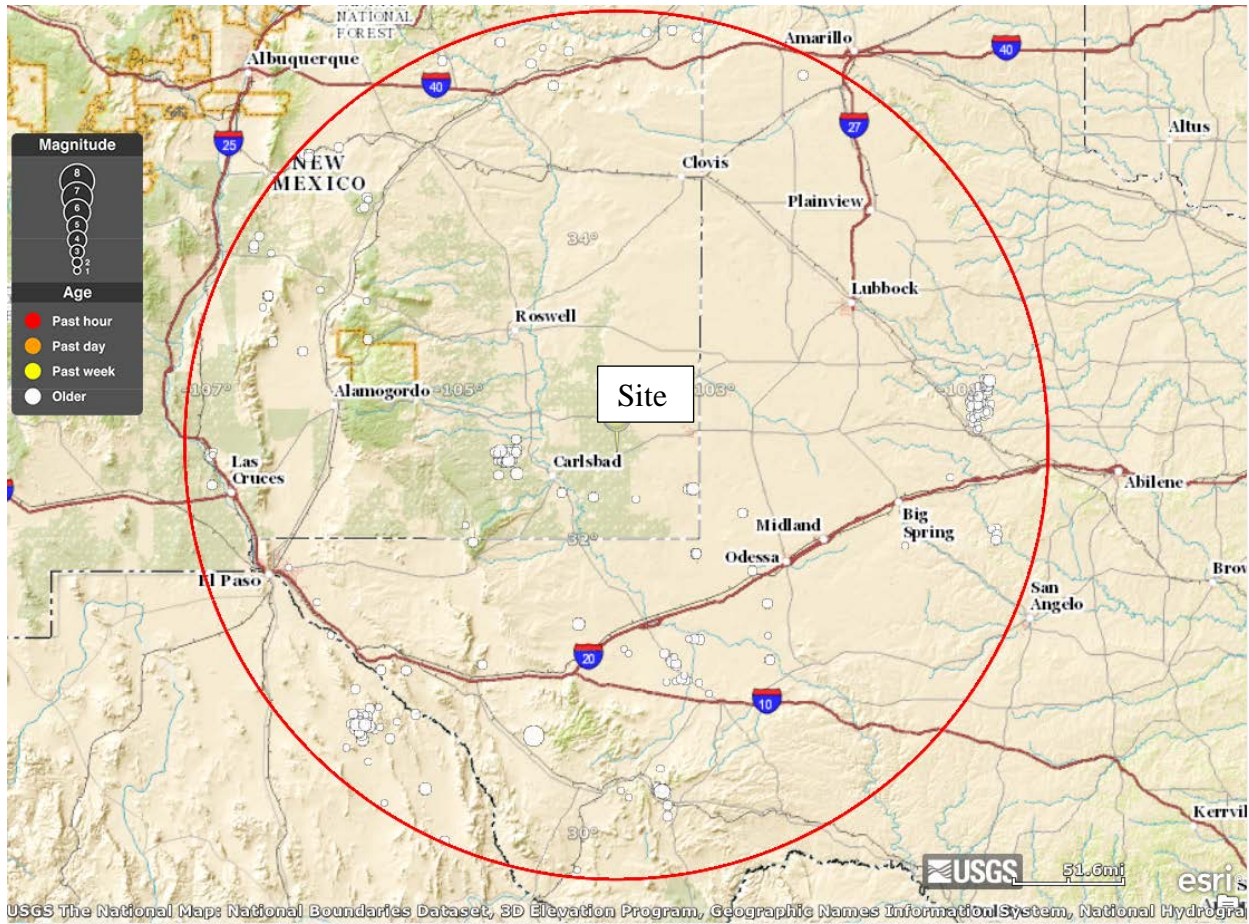 NATIONAL
FOREST
Amarillo
40
Albuquerque
40
25
27
Altus
Magnitude
8
7
6
5
4
3
2
1
NEW
MEXICO
Clovis
Plainview
34°
Age
Past hour
Past day
Past week
Older
Lubbock
Roswell
Site
-107°
-105°
-103°
Alamogordo
Las
Cruces
Carlsbad
Abilene
Big
Spring
Midland
32°
Odessa
El Paso
San
Angelo
20
10
30°
Kerrvil
USGS
51.6mi
esri
USGS The National Map: National Boundaries Dataset, 3D Elevation Program, Geographic Names Information System, National Hydrogra